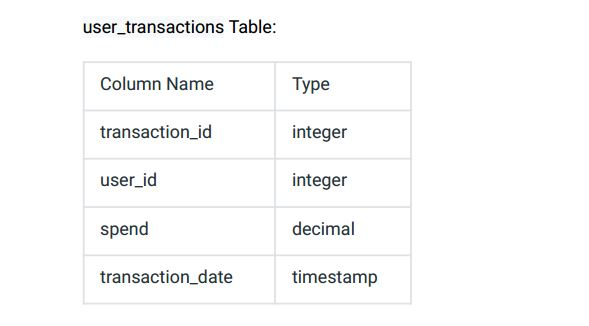 user_transactions Table:
Column Name Type
transaction_id integer
user_id integer
spend decimal
transaction_date timestamp